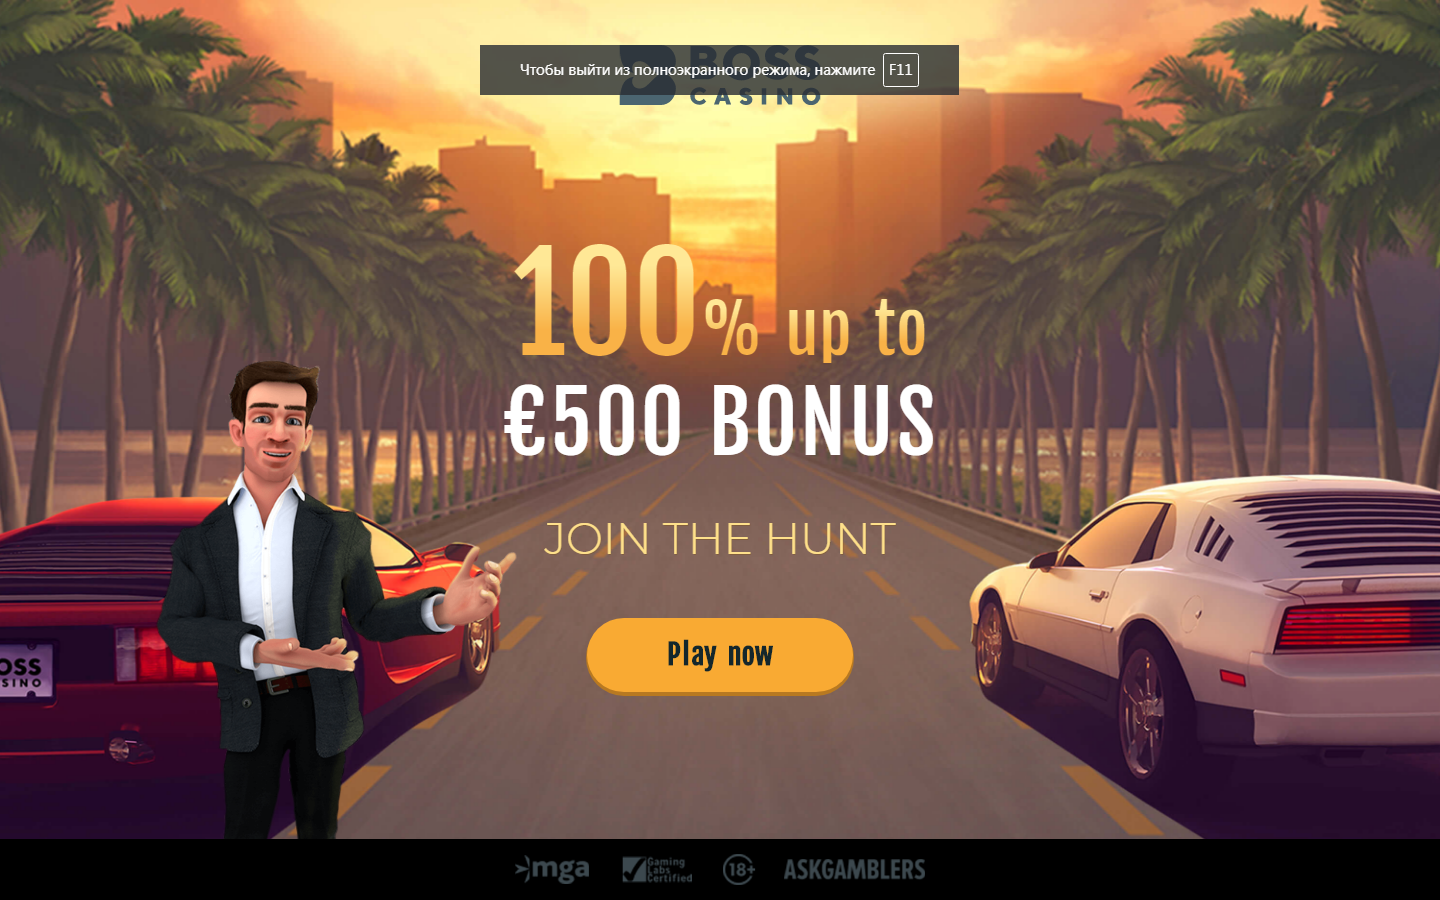 BOSS
CASINO
Чтобы выйти из полноэкранного режима, нажмите F11
100% up to
€500 BONUS
JOIN THE HUNT
Play now
OSS
SINO
mga
Gaming
Labs
Certified
18+
ASKGAMBLERS